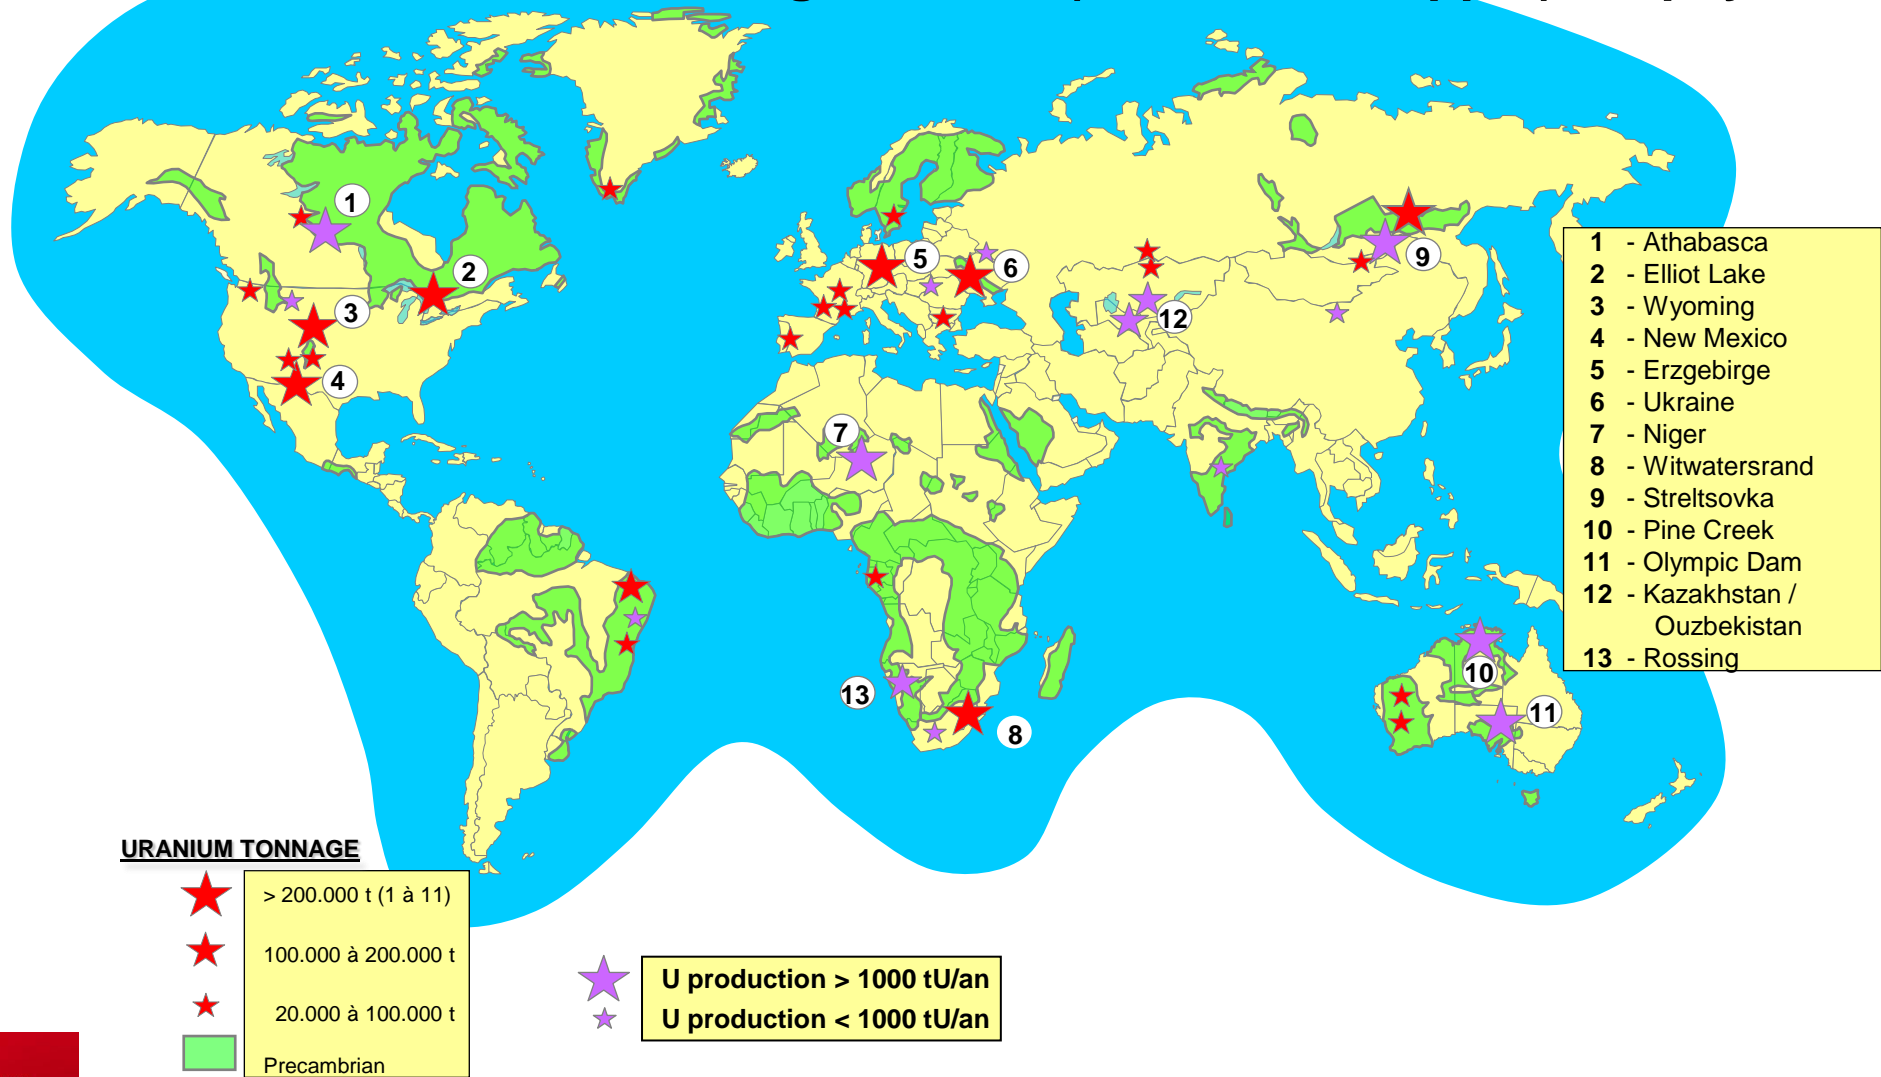 1
2
3
4
5
6
7
8
9
10
11
12
13
1 - Athabasca
2 - Elliot Lake
3 - Wyoming
4 - New Mexico
5 - Erzgebirge
6 - Ukraine
7 - Niger
8 - Witwatersrand
9 - Streltsovka
10 - Pine Creek
11 - Olympic Dam
12 - Kazakhstan /
Ouzbekistan
13 - Rossing
URANIUM TONNAGE
> 200.000 t (1 à 11)
100.000 à 200.000 t
20.000 à 100.000 t
Precambrian
U production > 1000 tU/an
U production < 1000 tU/an